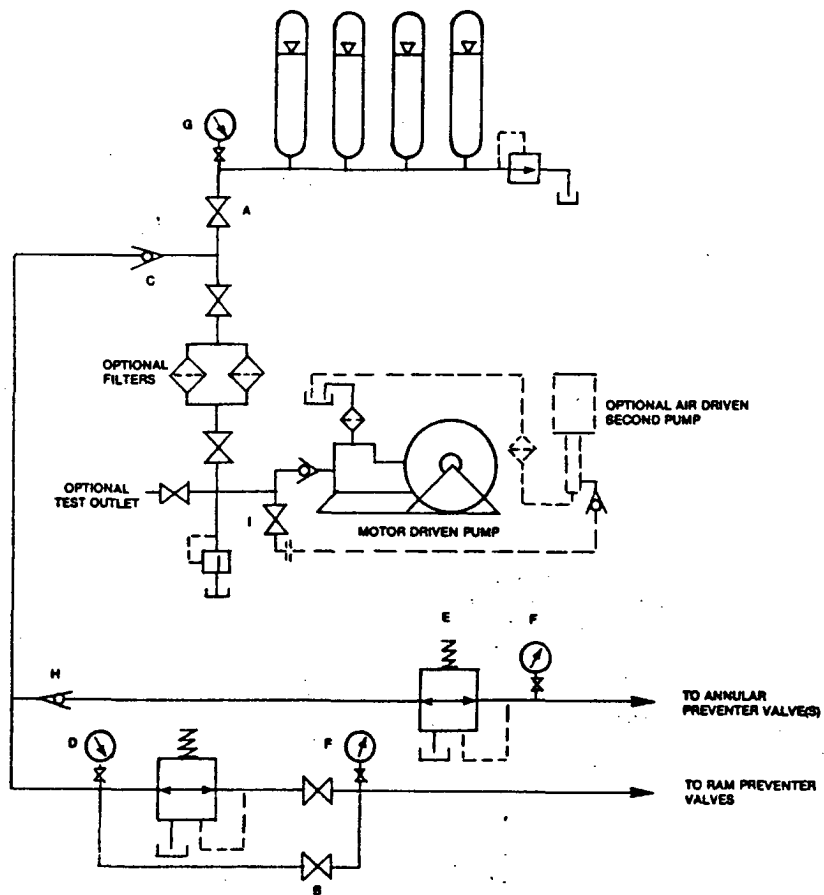 G
A
C
OPTIONAL
FILTERS
OPTIONAL AIR DRIVEN
SECOND PUMP
OPTIONAL
TEST OUTLET
I
MOTOR DRIVEN PUMP
E
F
H
TO ANNULAR
PREVENTER VALVE(S)
D
F
TO RAM PREVENTER
VALVES
B